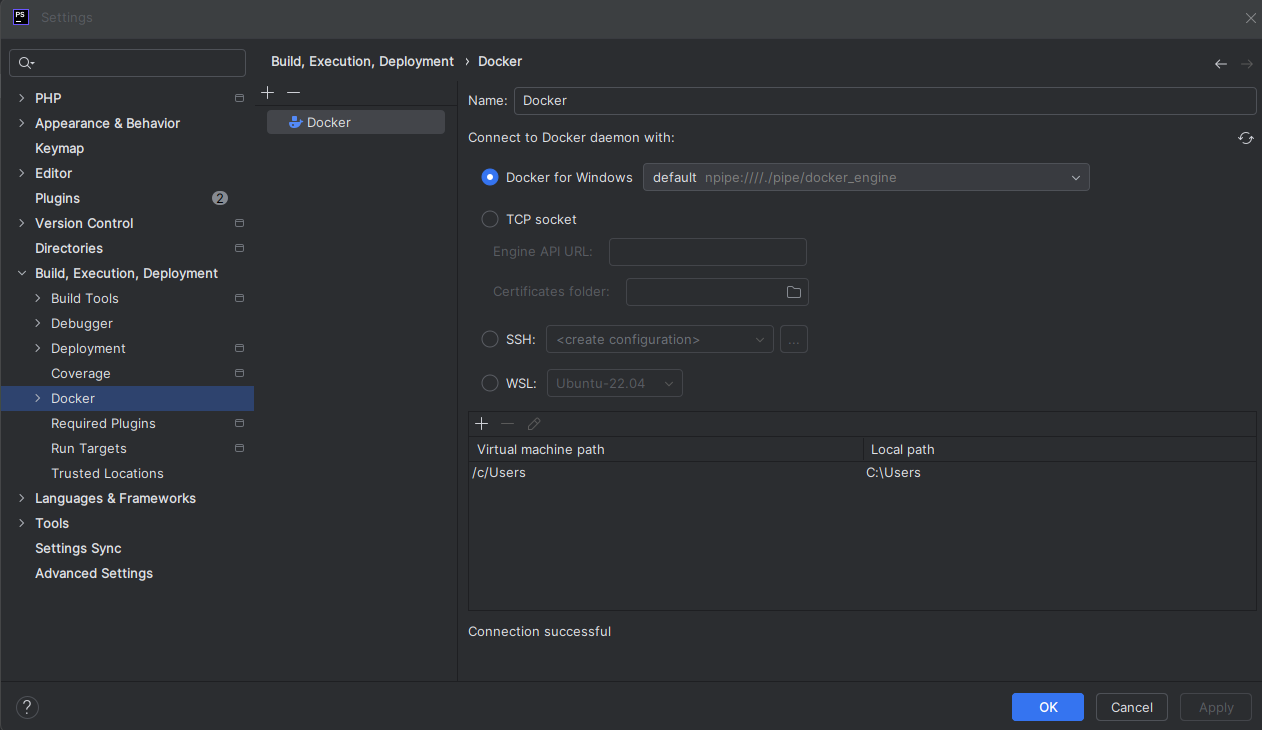 PS
Settings
PHP
Appearance & Behavior
Keymap
Editor
Plugins 2
Version Control
Directories
Build, Execution, Deployment
Build Tools
Debugger
Deployment
Coverage
Docker
Required Plugins
Run Targets
Trusted Locations
Languages & Frameworks
Tools
Settings Sync
Advanced Settings
Build, Execution, Deployment › Docker
Docker
Name: Docker
Connect to Docker daemon with:
Docker for Windows default npipe:////./pipe/docker_engine
TCP socket
Engine API URL:
Certificates folder:
SSH: <create configuration> ...
WSL: Ubuntu-22.04
Virtual machine path Local path
/c/Users C:\Users
Connection successful
? OK Cancel Apply